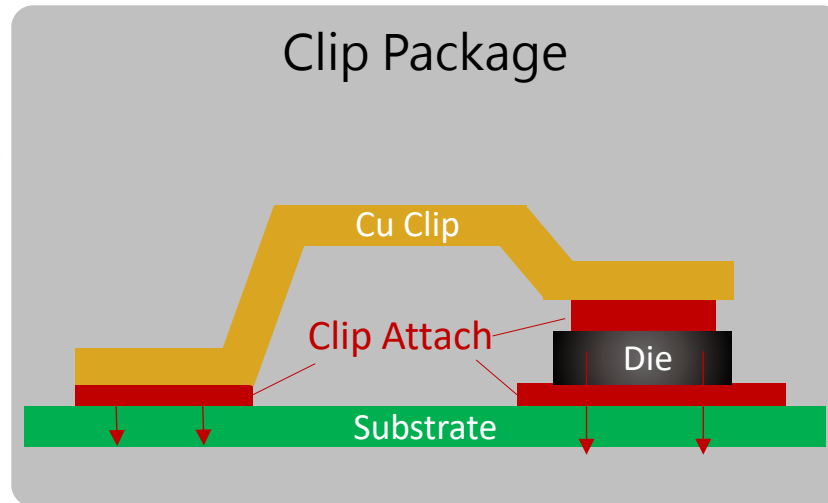 Clip Package
Cu Clip
Clip Attach
Die
Substrate